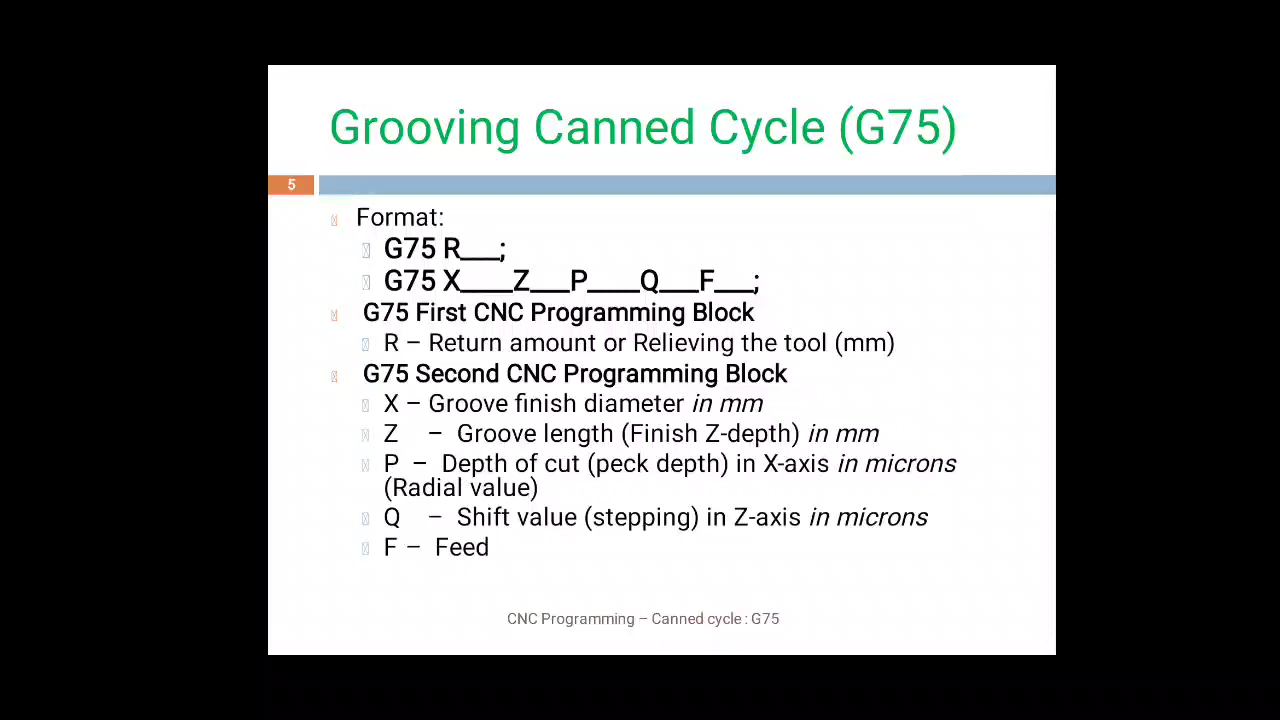 Grooving Canned Cycle (G75)
5
Format:
G75 R___;
G75 X____Z___P____Q___F___;
G75 First CNC Programming Block
R – Return amount or Relieving the tool (mm)
G75 Second CNC Programming Block
X – Groove finish diameter in mm
Z – Groove length (Finish Z-depth) in mm
P – Depth of cut (peck depth) in X-axis in microns
(Radial value)
Q – Shift value (stepping) in Z-axis in microns
F – Feed
CNC Programming – Canned cycle : G75